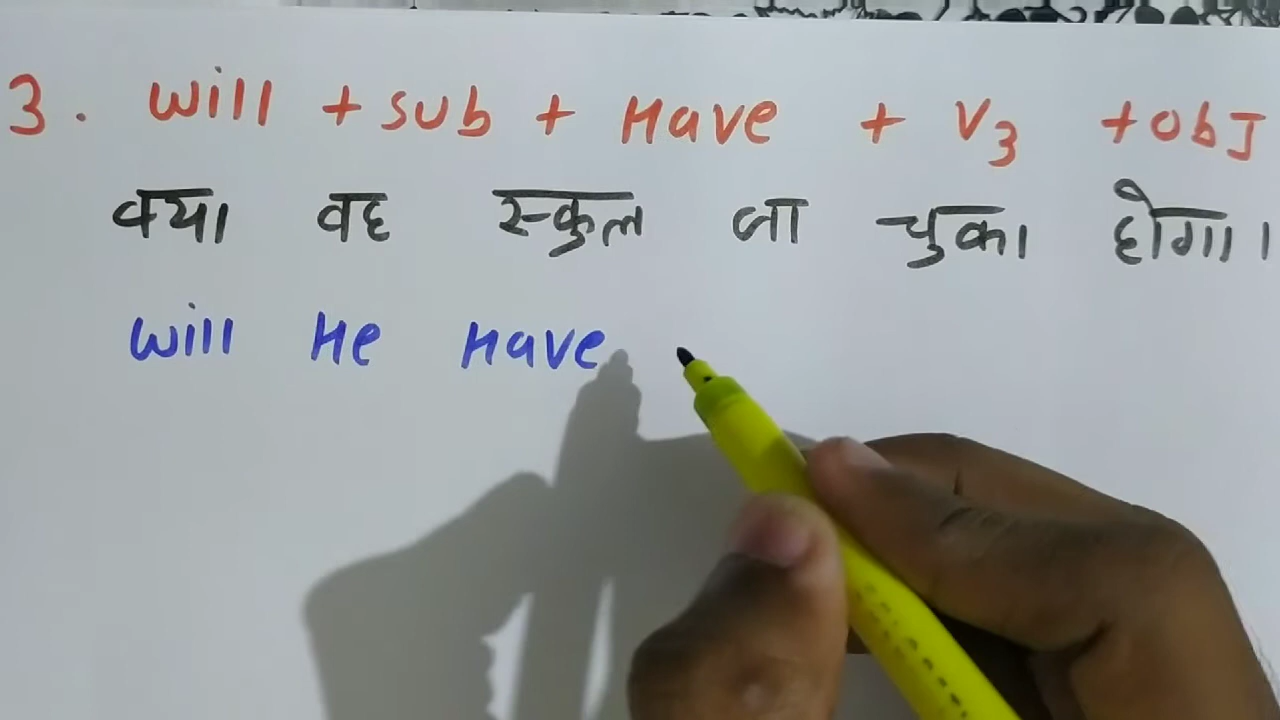 3. Will + Sub + Have + V3 + Obj
क्या वह स्कुल जा चुका होगा।
Will He Have